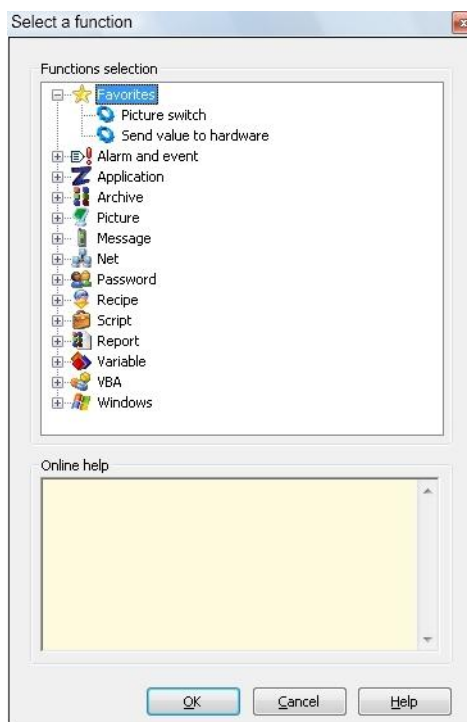 Select a function
Functions selection
Favorites
Picture switch
Send value to hardware
Alarm and event
Application
Archive
Picture
Message
Net
Password
Recipe
Script
Report
Variable
VBA
Windows
Online help
OK
Cancel
Help